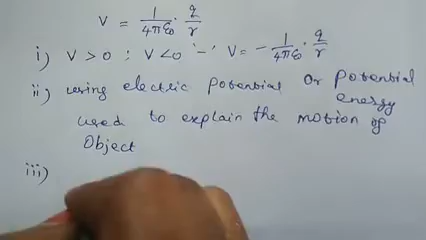 V = 1/4πε₀ · q/r
i) V > 0 ; V < 0 '-' V = - 1/4πε₀ · q/r
ii) using electric potential Or potential
energy
used to explain the motion of
Object
iii)